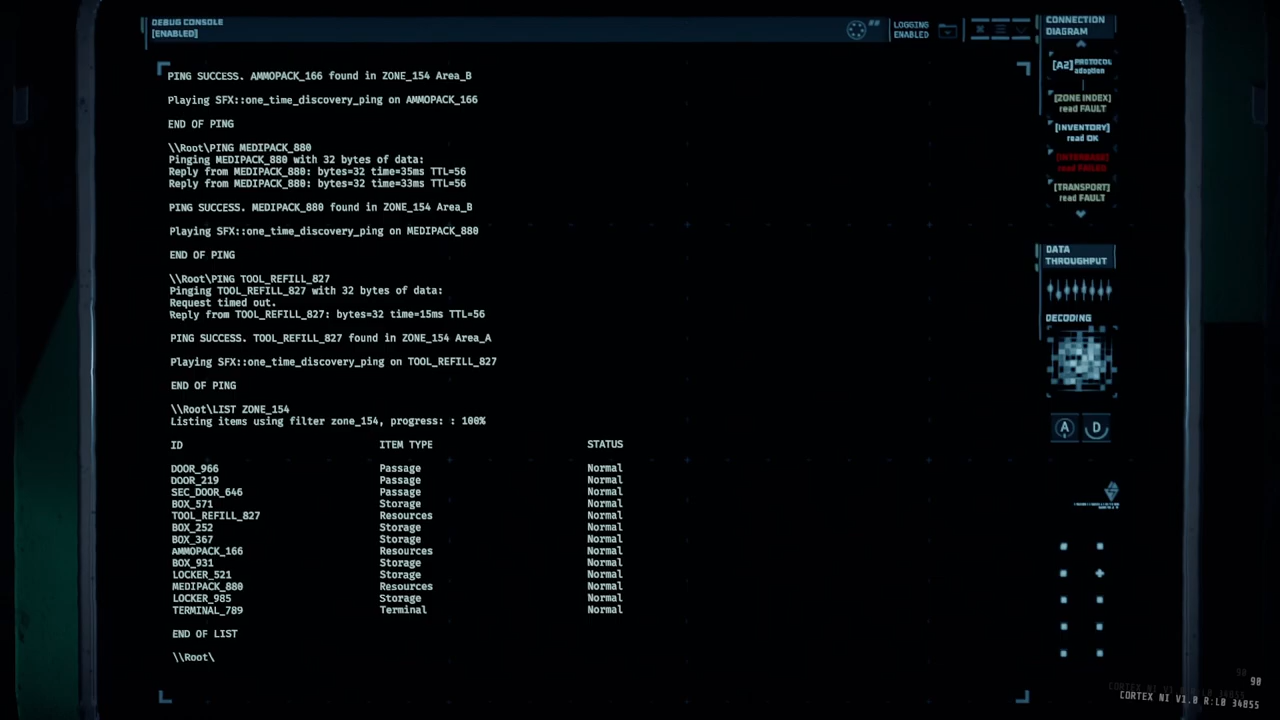 DEBUG CONSOLE
[ENABLED]
LOGGING
ENABLED
CONNECTION
DIAGRAM
PING SUCCESS. AMMOPACK_166 found in ZONE_154 Area_B
Playing SFX::one_time_discovery_ping on AMMOPACK_166
END OF PING
\\Root\PING MEDIPACK_880
Pinging MEDIPACK_880 with 32 bytes of data:
Reply from MEDIPACK_880: bytes=32 time=15ms TTL=56
Reply from MEDIPACK_880: bytes=32 time=33ms TTL=56
PING SUCCESS. MEDIPACK_880 found in ZONE_154 Area_B
Playing SFX::one_time_discovery_ping on MEDIPACK_880
END OF PING
\\Root\PING TOOL_REFILL_827
Pinging TOOL_REFILL_827 with 32 bytes of data:
Request timed out.
Reply from TOOL_REFILL_827: bytes=32 time=15ms TTL=56
PING SUCCESS. TOOL_REFILL_827 found in ZONE_154 Area_A
Playing SFX::one_time_discovery_ping on TOOL_REFILL_827
END OF PING
\\Root\LIST ZONE_154
Listing items using filter zone_154, progress: : 100%
ID ITEM TYPE STATUS
DOOR_966 Passage Normal
DOOR_219 Passage Normal
SEC_DOOR_646 Passage Normal
BOX_571 Storage Normal
TOOL_REFILL_827 Resources Normal
BOX_252 Storage Normal
BOX_367 Storage Normal
AMMOPACK_166 Resources Normal
BOX_931 Storage Normal
LOCKER_521 Storage Normal
MEDIPACK_880 Resources Normal
LOCKER_985 Storage Normal
TERMINAL_789 Terminal Normal
END OF LIST
\\Root\
[A2] PROTOCOL
adaption
[ZONE INDEX]
read FAULT
[INVENTORY]
read OK
[INTERBASE]
read FAILED
[TRANSPORT]
read FAULT
DATA
THROUGHPUT
DECODING
A D
98
CORTEX NI V1.0 R:L0 34855